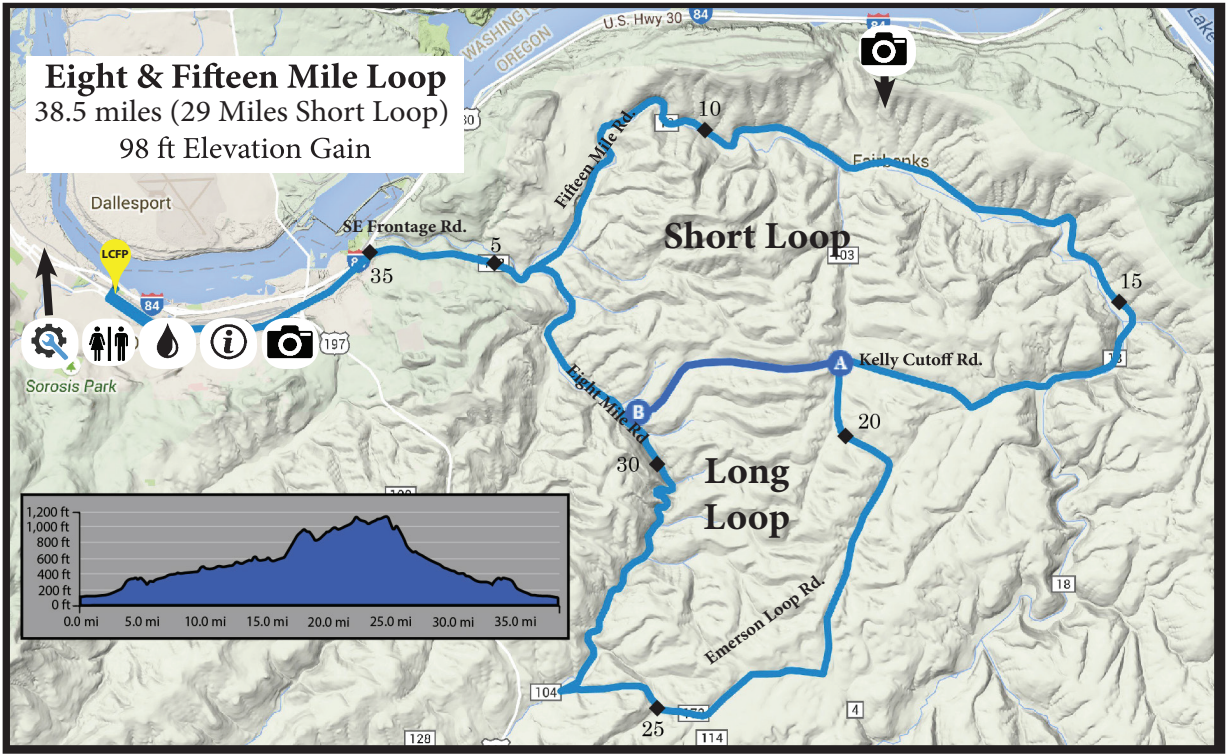 Eight & Fifteen Mile Loop
38.5 miles (29 Miles Short Loop)
98 ft Elevation Gain
U.S. Hwy 30
84
84
Lake
WASHINGTON
OREGON
30
10
Fifteen Mile Rd.
Fairbanks
Dallesport
SE Frontage Rd.
Short Loop
LCFP
5
103
35
15
84
197
Sorosis Park
A
Kelly Cutoff Rd.
Eight Mile Rd
B
20
30
Long
Loop
18
Emerson Loop Rd.
104
25
4
128
114
1,200 ft
1,000 ft
800 ft
600 ft
400 ft
200 ft
0 ft
0.0 mi
5.0 mi
10.0 mi
15.0 mi
20.0 mi
25.0 mi
30.0 mi
35.0 mi